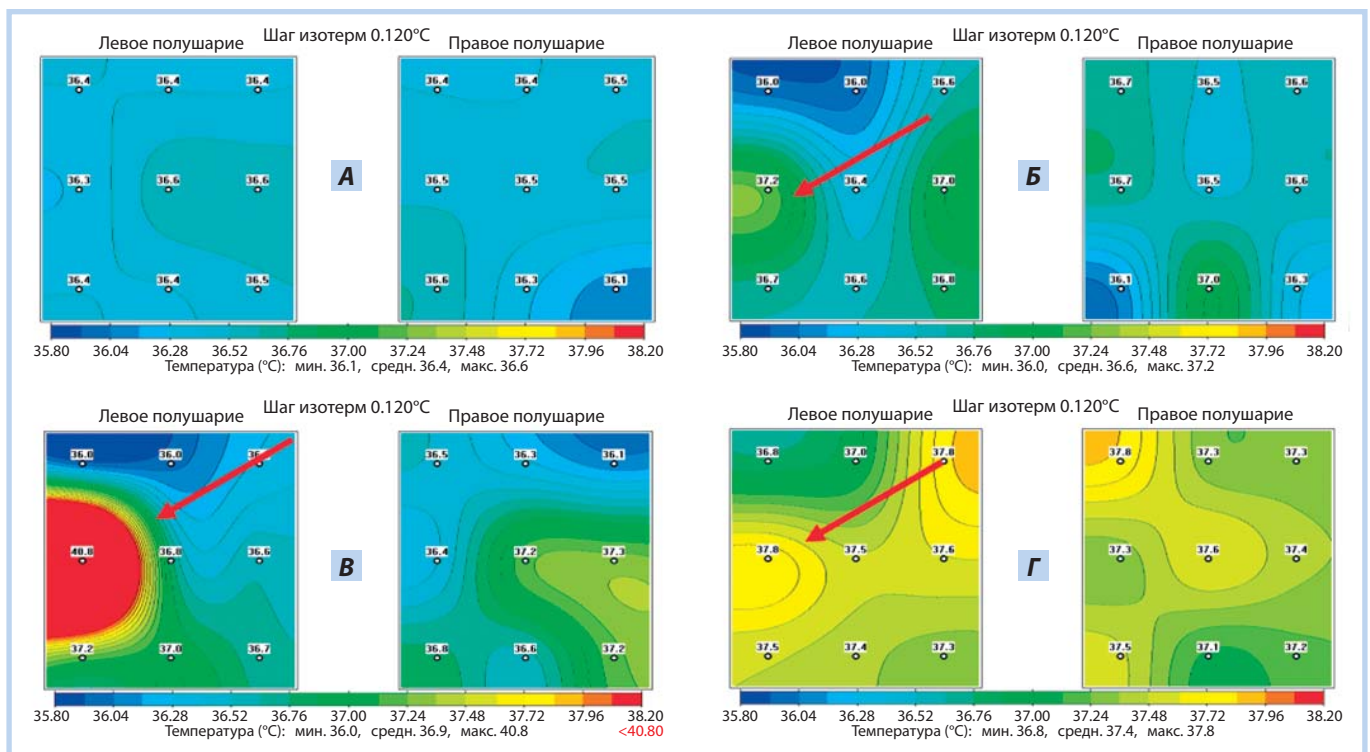 Левое полушарие Шаг изотерм 0.120°C Правое полушарие
36.4 36.4 36.4 36.4 36.4 36.5
А
36.3 36.6 36.6 36.5 36.5 36.5
36.4 36.4 36.5 36.6 36.3 36.1
35.80 36.04 36.28 36.52 36.76 37.00 37.24 37.48 37.72 37.96 38.20
Температура (°C): мин. 36.1, средн. 36.4, макс. 36.6
Левое полушарие Шаг изотерм 0.120°C Правое полушарие
36.0 36.0 36.6 36.7 36.5 36.6
Б
37.2 36.4 37.0 36.7 36.5 36.6
36.7 36.6 36.8 36.1 37.0 36.3
35.80 36.04 36.28 36.52 36.76 37.00 37.24 37.48 37.72 37.96 38.20
Температура (°C): мин. 36.0, средн. 36.6, макс. 37.2
Левое полушарие Шаг изотерм 0.120°C Правое полушарие
36.0 36.0 36.5 36.3 36.1
40.8 36.8 36.6 36.4 37.2 37.3
В
37.2 37.0 36.7 36.8 36.6 37.2
35.80 36.04 36.28 36.52 36.76 37.00 37.24 37.48 37.72 37.96 38.20
Температура (°C): мин. 36.0, средн. 36.9, макс. 40.8 <40.80
Левое полушарие Шаг изотерм 0.120°C Правое полушарие
36.8 37.0 37.8 37.8 37.3 37.3
37.8 37.5 37.6 37.3 37.6 37.4
Г
37.5 37.4 37.3 37.5 37.1 37.2
35.80 36.04 36.28 36.52 36.76 37.00 37.24 37.48 37.72 37.96 38.20
Температура (°C): мин. 36.8, средн. 37.4, макс. 37.8